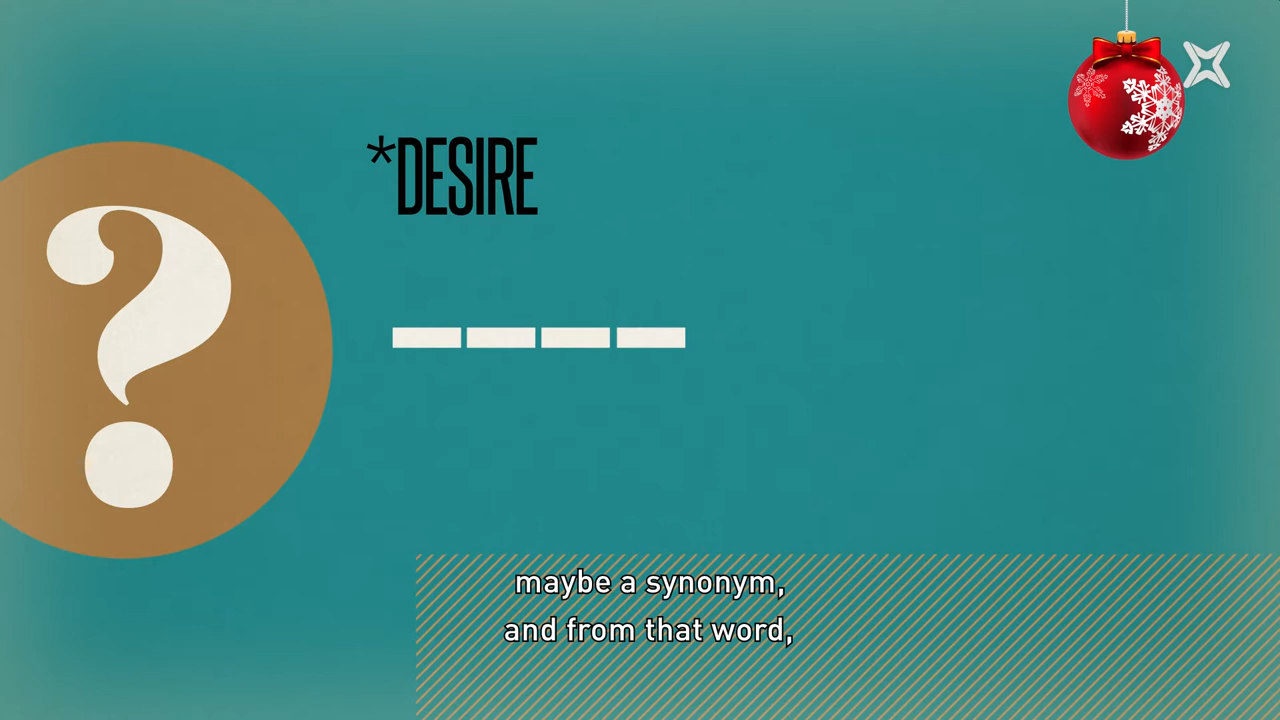 *DESIRE
?
maybe a synonym,
and from that word,